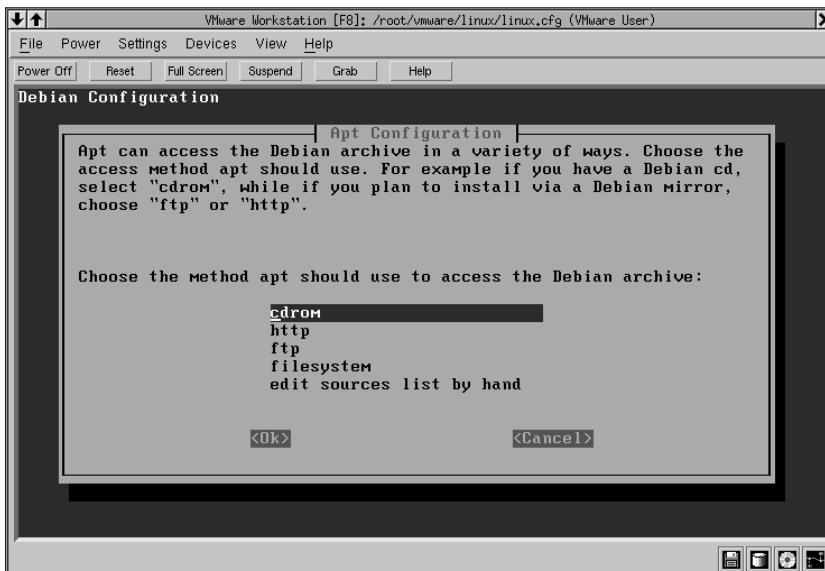 VMware Workstation [F8]: /root/vmware/linux/linux.cfg (VMware User)
File Power Settings Devices View Help
Power Off Reset Full Screen Suspend Grab Help
Debian Configuration
Apt Configuration
Apt can access the Debian archive in a variety of ways. Choose the
access method apt should use. For example if you have a Debian cd,
select "cdrom", while if you plan to install via a Debian mirror,
choose "ftp" or "http".
Choose the method apt should use to access the Debian archive:
cdrom
http
ftp
filesystem
edit sources list by hand
<Ok> <Cancel>